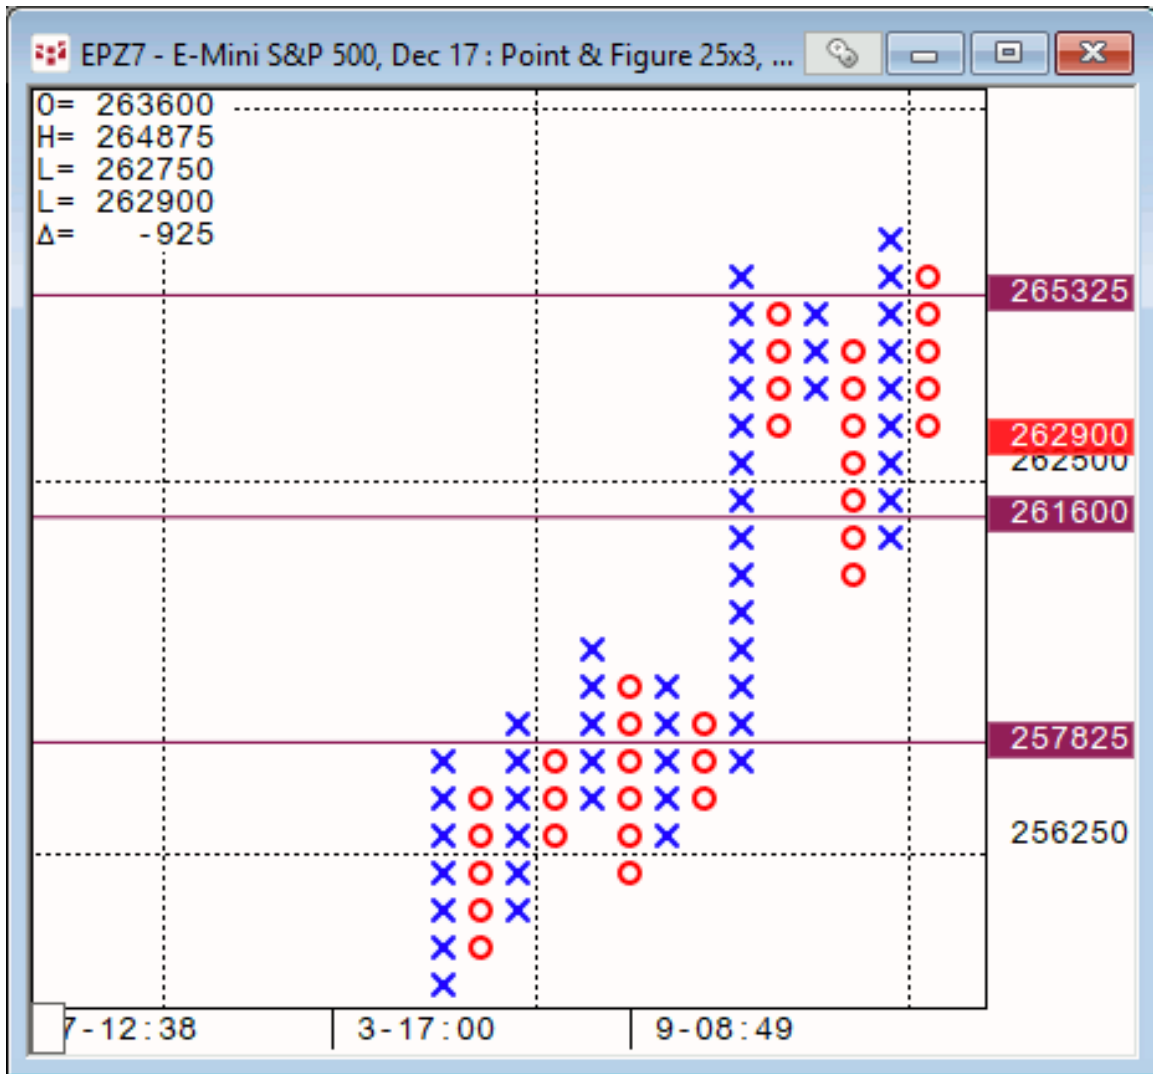 EPZ7 - E-Mini S&P 500, Dec 17 : Point & Figure 25x3, ...
O= 263600
H= 264875
L= 262750
L= 262900
Δ= -925
265325
262900
262500
261600
257825
256250
7-12:38
3-17:00
9-08:49